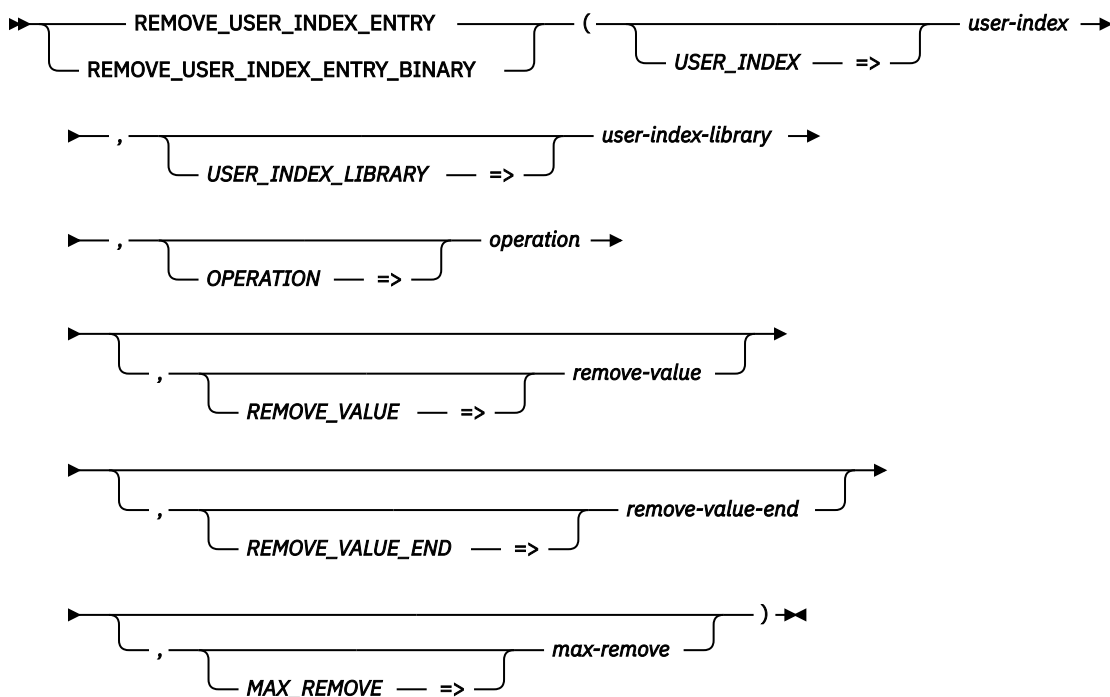 REMOVE_USER_INDEX_ENTRY ( user-index
REMOVE_USER_INDEX_ENTRY_BINARY USER_INDEX =>
, user-index-library
USER_INDEX_LIBRARY =>
, operation
OPERATION =>
, remove-value
REMOVE_VALUE =>
, remove-value-end
REMOVE_VALUE_END =>
)
, max-remove
MAX_REMOVE =>